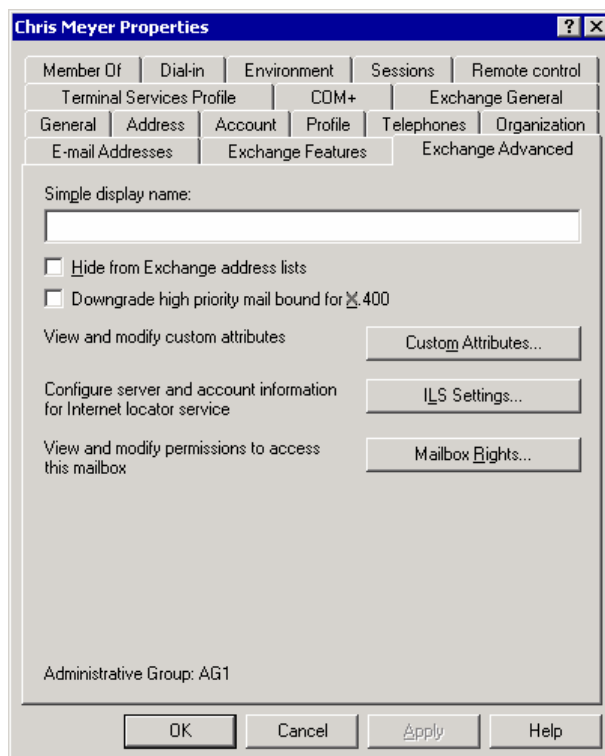 Chris Meyer Properties
Member Of Dial-in Environment Sessions Remote control
Terminal Services Profile COM+ Exchange General
General Address Account Profile Telephones Organization
E-mail Addresses Exchange Features Exchange Advanced
Simple display name:
Hide from Exchange address lists
Downgrade high priority mail bound for X.400
View and modify custom attributes
Custom Attributes...
Configure server and account information
for Internet locator service
ILS Settings...
View and modify permissions to access
this mailbox
Mailbox Rights...
Administrative Group: AG1
OK Cancel Apply Help